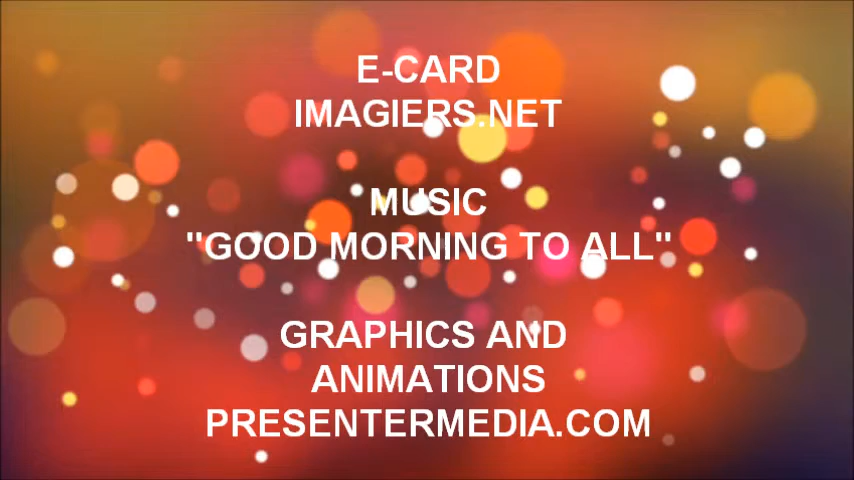 E-CARD
IMAGIERS.NET
MUSIC
"GOOD MORNING TO ALL"
GRAPHICS AND
ANIMATIONS
PRESENTERMEDIA.COM